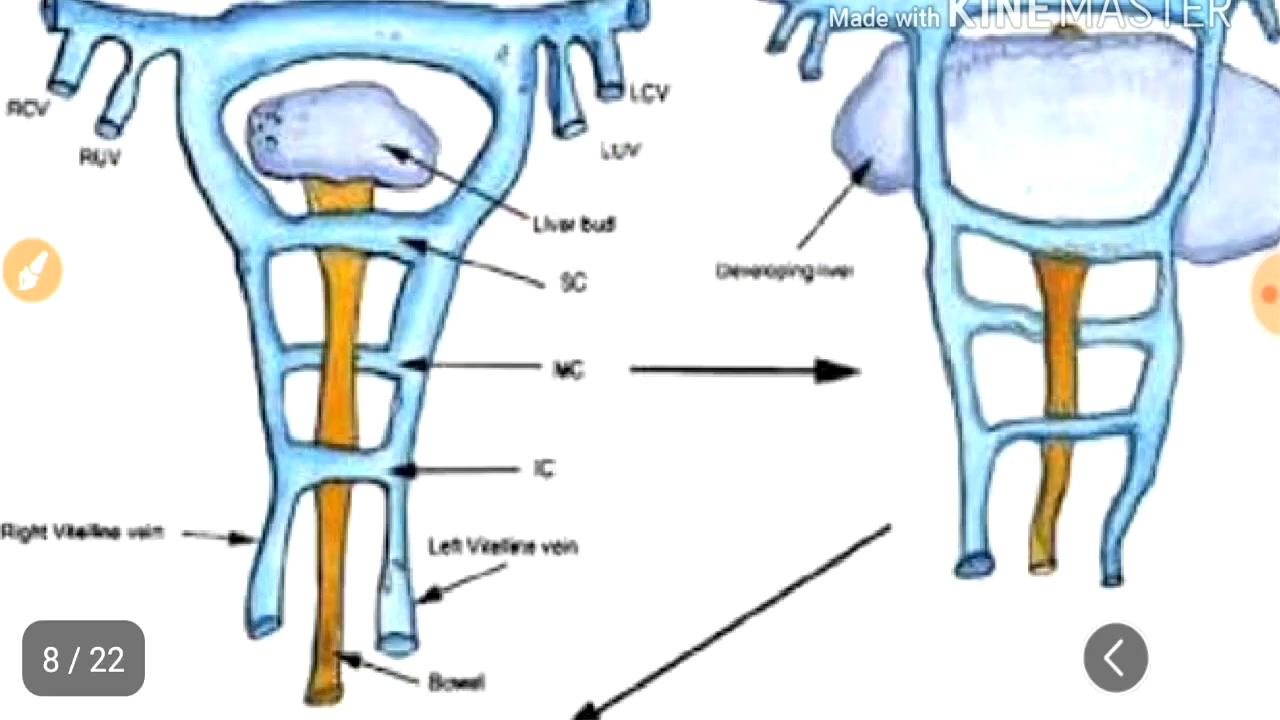 Made with KINEMASTER
RCV
RUV
LCV
LUV
Liver bud
SC
Developing liver
MC
IC
Right Vitelline vein
Left Vitelline vein
Bowel
8 / 22